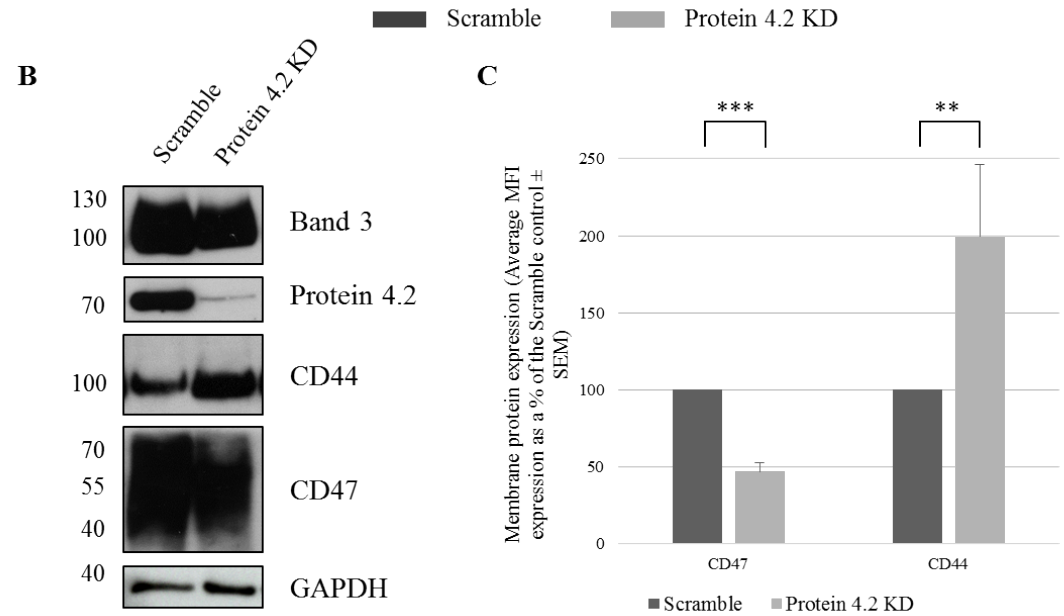 Scramble Protein 4.2 KD
B
Scramble
Protein 4.2 KD
130
100
Band 3
70
Protein 4.2
100
CD44
70
55
40
CD47
40
GAPDH
C
*** **
Membrane protein expression (Average MFI
expression as a % of the Scramble control ±
SEM)
250
200
150
100
50
0
CD47 CD44
Scramble Protein 4.2 KD